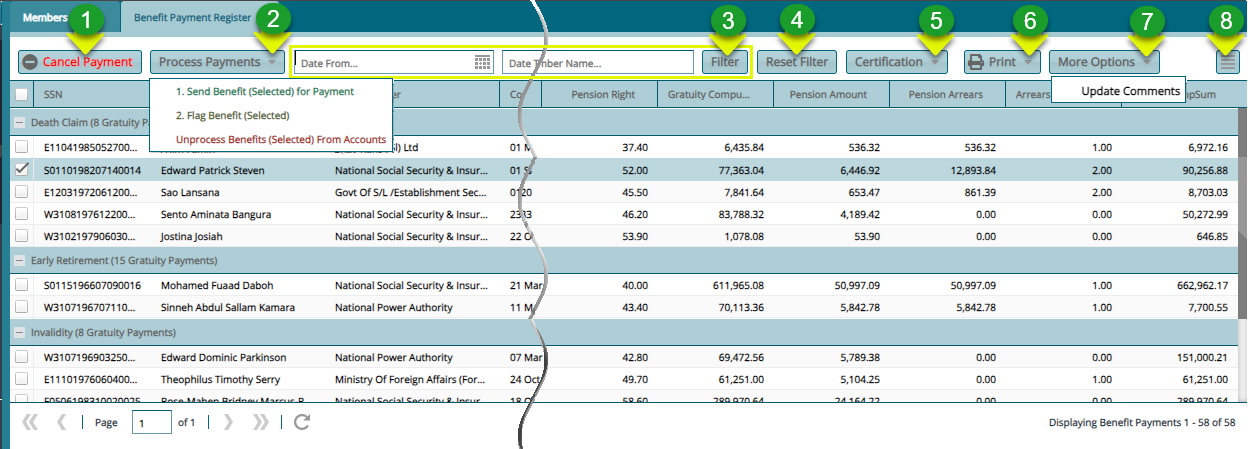 Members
Benefit Payment Register
1 2 3 4 5 6 7 8
Cancel Payment Process Payments Date From... Date Tinber Name... Filter Reset Filter Certification Print More Options
Update Comments
1. Send Benefit (Selected) for Payment
2. Flag Benefit (Selected)
Unprocess Benefits (Selected) From Accounts
SSN er Co Pension Right Gratuity Compu... Pension Amount Pension Arrears Arrears mpSum
Death Claim (8 Gratuity Pa
E11041985052700... Ltd 01 M 37.40 6,435.84 536.32 536.32 1.00 6,972.16
S0110198207140014 Edward Patrick Steven National Social Security & Insur... 01 S 52.00 77,363.04 6,446.92 12,893.84 2.00 90,256.88
E12031972061200... Sao Lansana Govt Of S/L /Establishment Sec... 0120 45.50 7,841.64 653.47 861.39 2.00 8,703.03
W3108197612200... Sento Aminata Bangura National Social Security & Insur... 2333 46.20 83,788.32 4,189.42 0.00 0.00 50,272.99
W3102197906030... Jostina Josiah National Social Security & Insur... 22 O 53.90 1,078.08 53.90 0.00 0.00 646.85
Early Retirement (15 Gratuity Payments)
S0115196607090016 Mohamed Fuaad Daboh National Social Security & Insur... 21 Mar 40.00 611,965.08 50,997.09 50,997.09 1.00 662,962.17
W3107196707110... Sinneh Abdul Sallam Kamara National Power Authority 11 M 43.40 70,113.36 5,842.78 5,842.78 1.00 7,700.55
Invalidity (8 Gratuity Payments)
W3107196903250... Edward Dominic Parkinson National Power Authority 07 Mar 42.80 69,472.56 5,789.38 0.00 0.00 151,000.21
E11101976060400... Theophilus Timothy Serry Ministry Of Foreign Affairs (For... 24 Oct 49.70 61,251.00 5,104.25 0.00 1.00 61,251.00
E0506198310020025 Rose-Mahen Bridney Marcus-R National Social Security & Insur... 18 O 58.60 289,970.64 24,164.22 0.00 0.00 289,970.64
Page 1 of 1
Displaying Benefit Payments 1 - 58 of 58